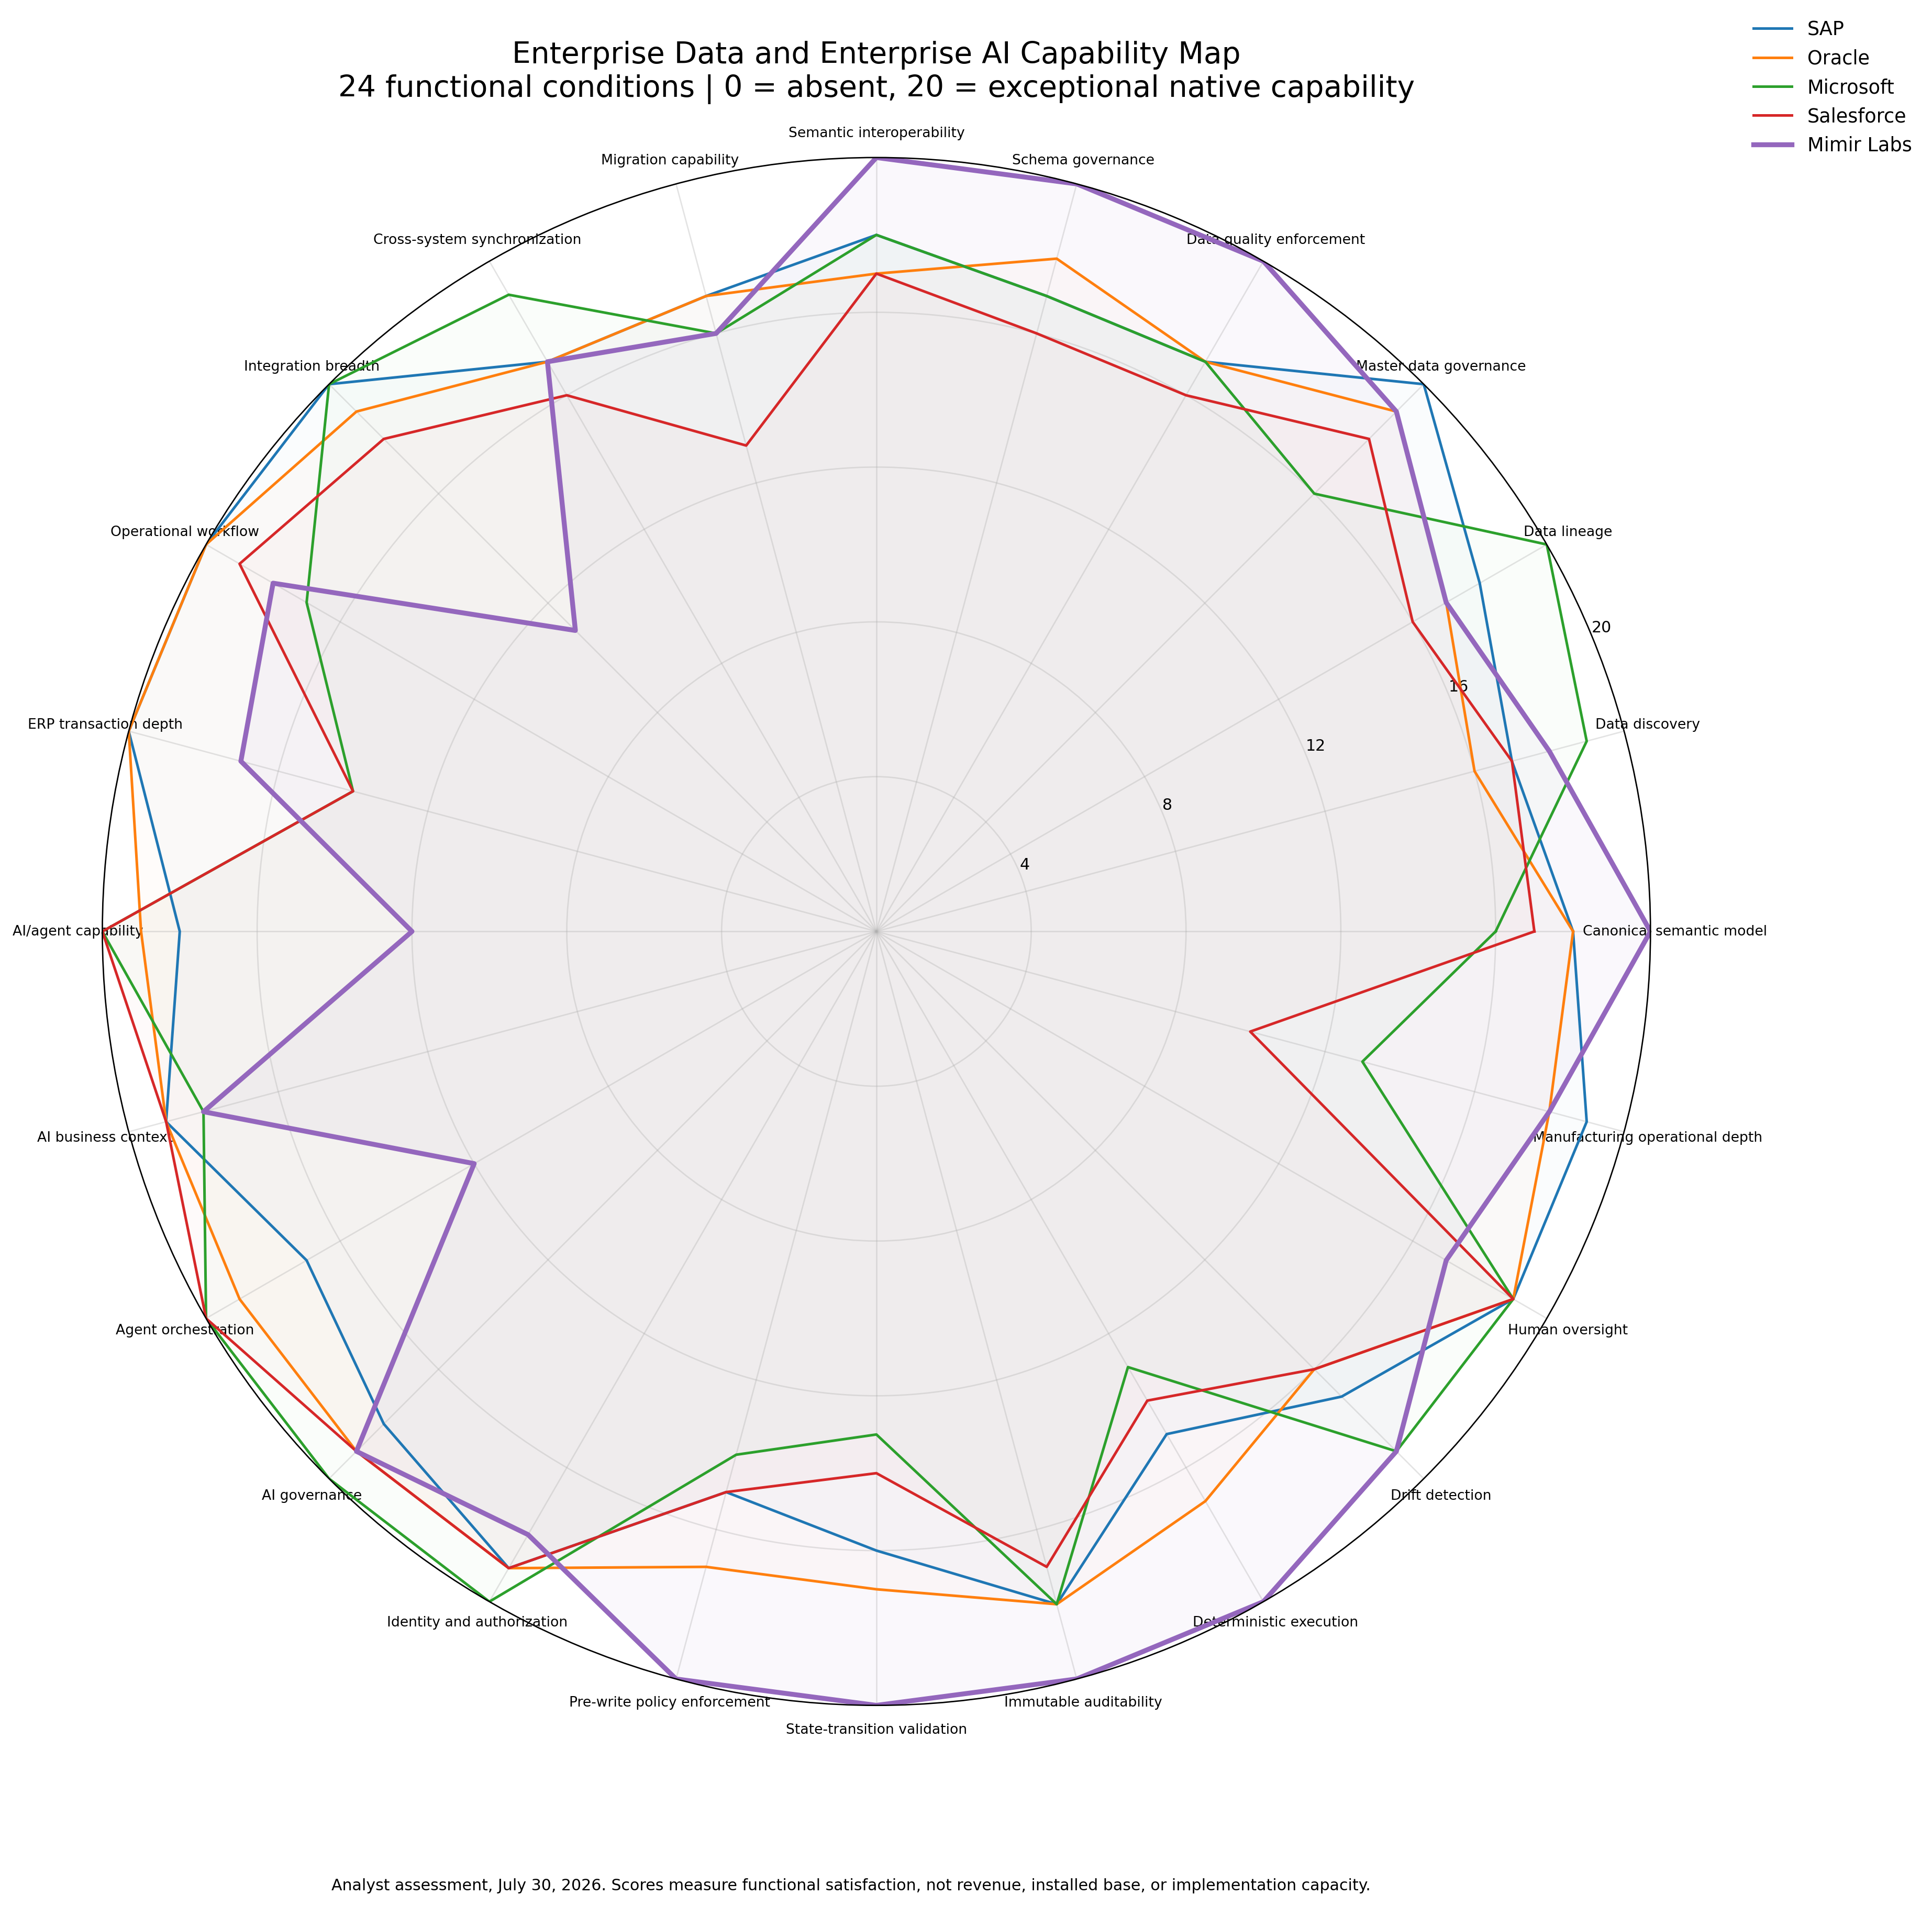 Enterprise Data and Enterprise AI Capability Map
24 functional conditions | 0 = absent, 20 = exceptional native capability
SAP
Oracle
Microsoft
Salesforce
Mimir Labs
Semantic interoperability
Migration capability
Schema governance
Cross-system synchronization
Data quality enforcement
Integration breadth
Master data governance
Operational workflow
Data lineage
20
16
ERP transaction depth
Data discovery
12
8
4
AI/agent capability
Canonical semantic model
AI business context
Manufacturing operational depth
Agent orchestration
Human oversight
AI governance
Drift detection
Identity and authorization
Deterministic execution
Pre-write policy enforcement
Immutable auditability
State-transition validation
Analyst assessment, July 30, 2026. Scores measure functional satisfaction, not revenue, installed base, or implementation capacity.